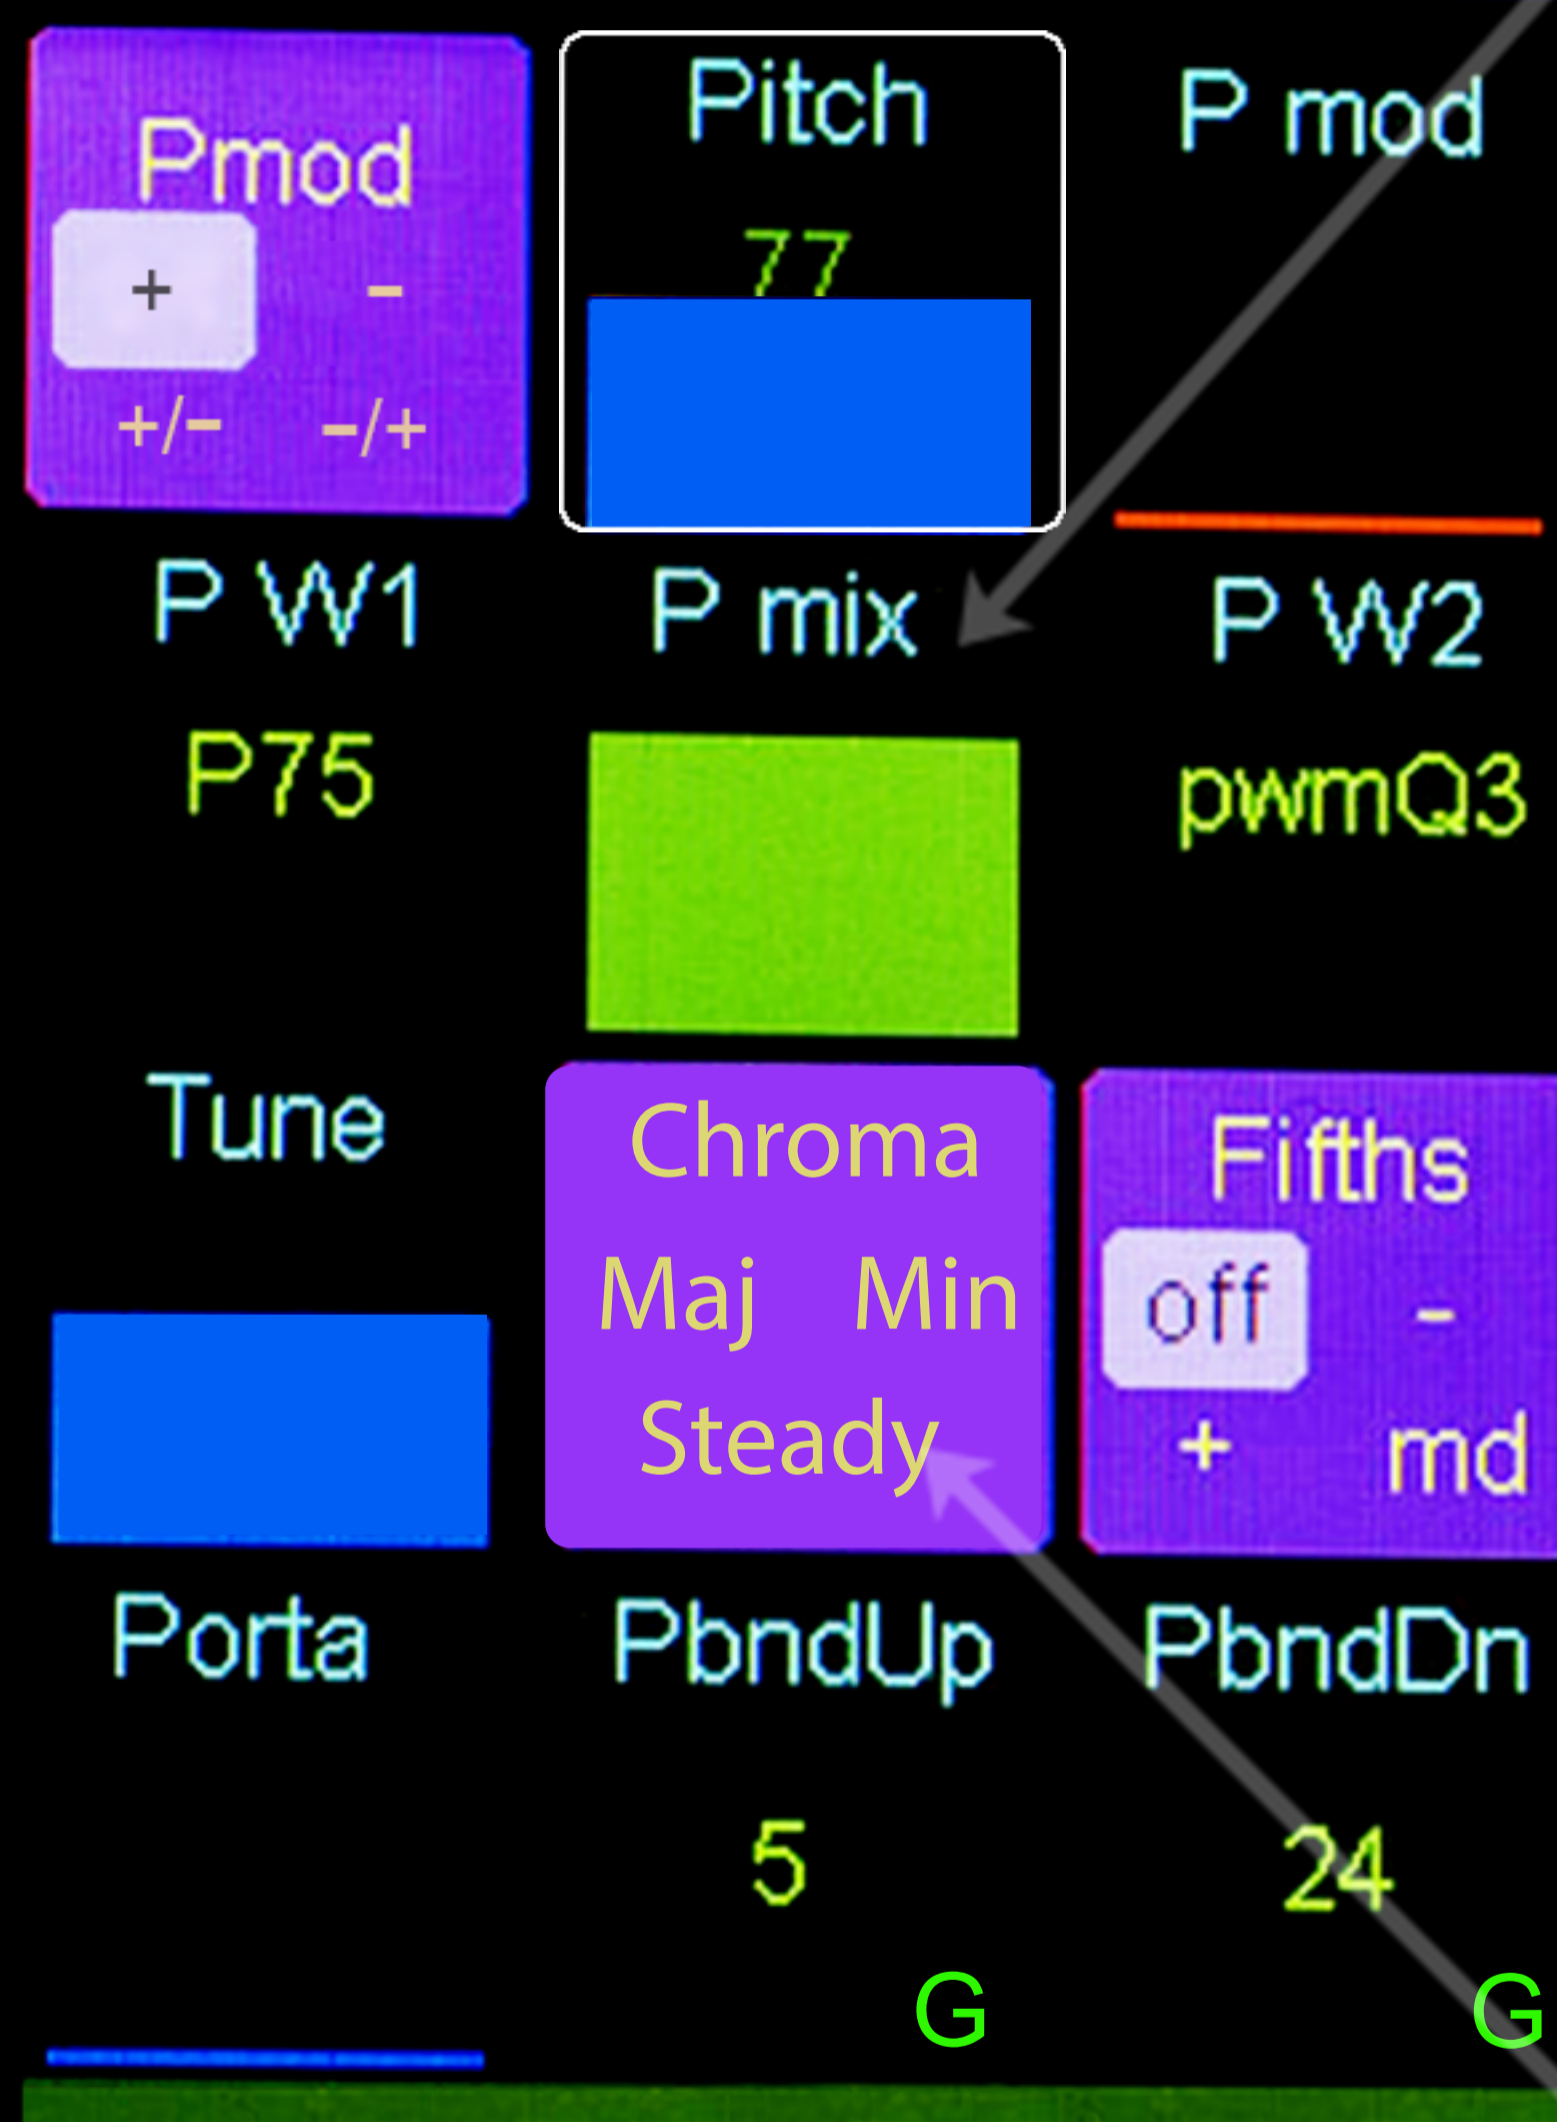 Pmod
+ -
+/- -/+
Pitch
77
P mod
P W1
P75
P mix
P W2
pwmQ3
Tune
Chroma
Maj Min
Steady
Fifths
off -
+ md
Porta
PbndUp
5
G
PbndDn
24
G